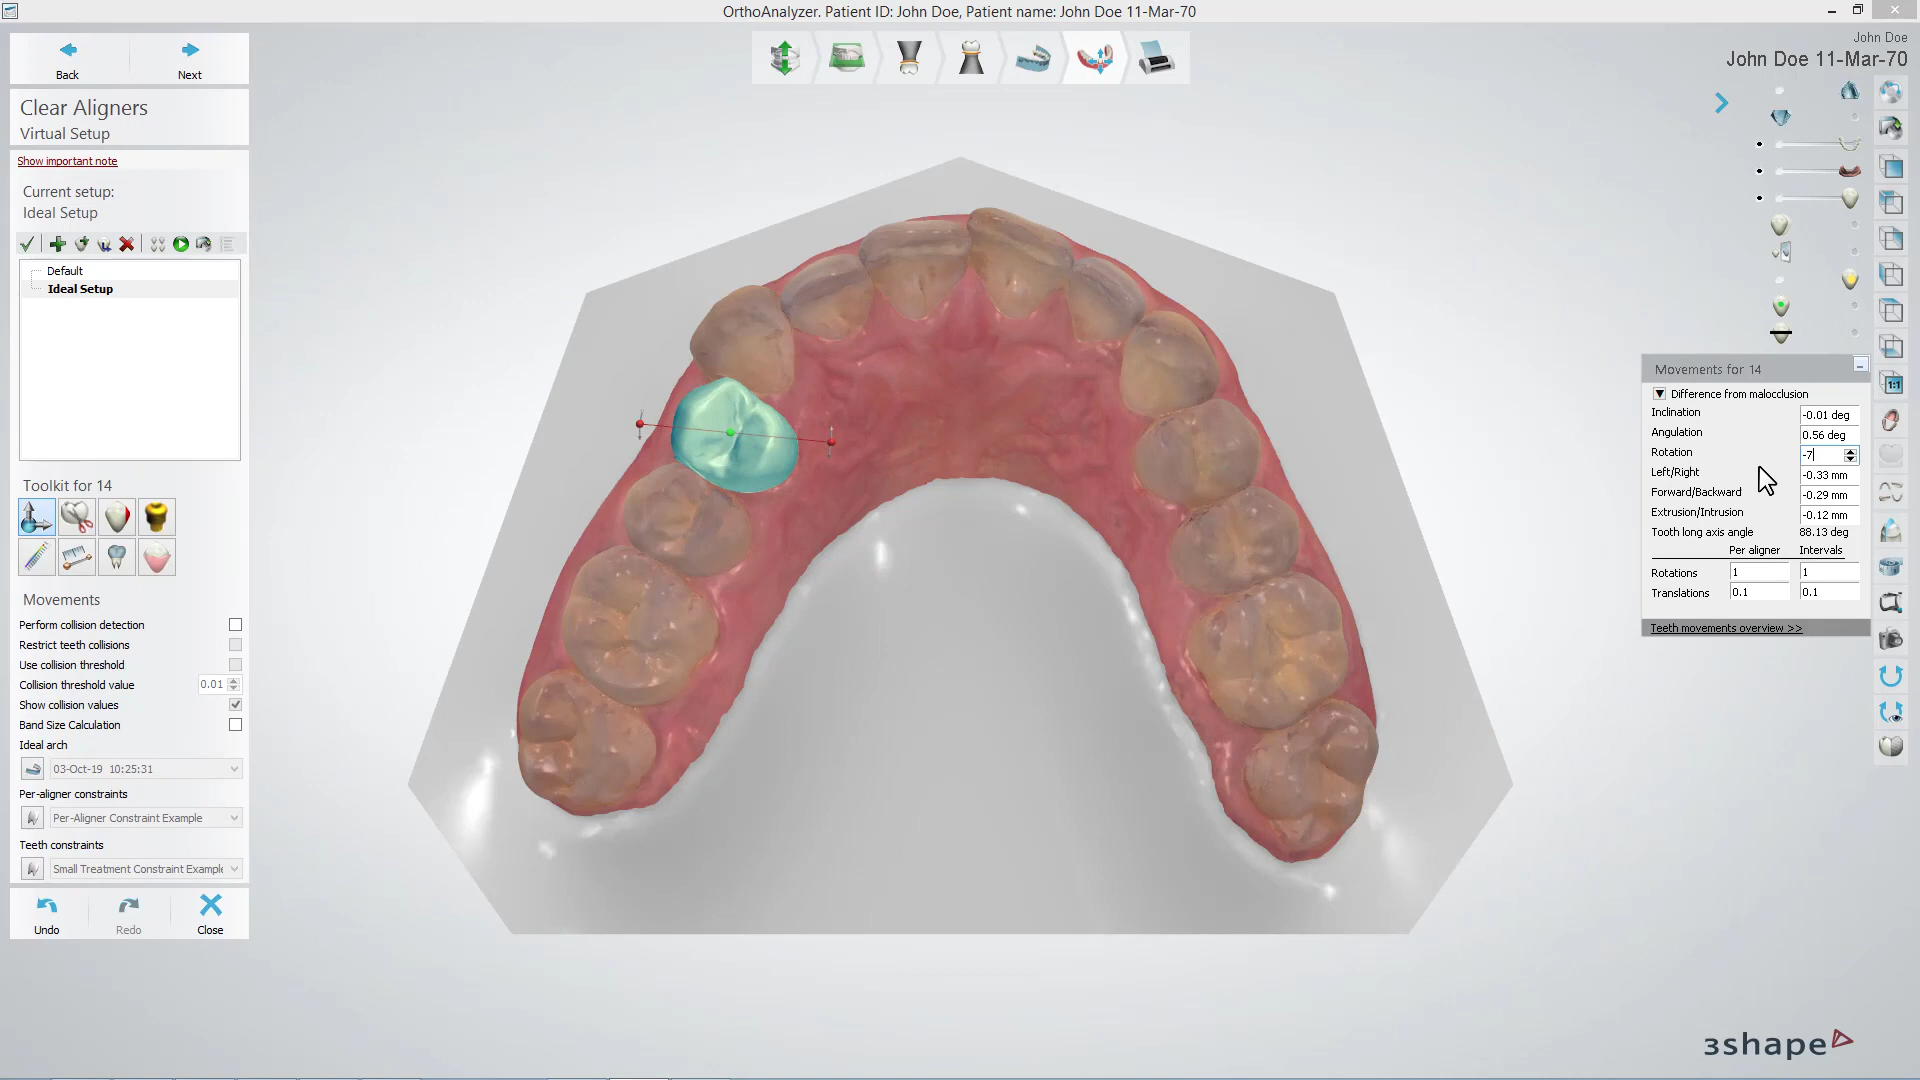 OrthoAnalyzer. Patient ID: John Doe, Patient name: John Doe 11-Mar-70
John Doe
John Doe 11-Mar-70
Back
Next
Clear Aligners
Virtual Setup
Show important note
Current setup:
Ideal Setup
Default
Ideal Setup
Toolkit for 14
Movements
Perform collision detection
Restrict teeth collisions
Use collision threshold
Collision threshold value 0.01
Show collision values
Band Size Calculation
Ideal arch
03-Oct-19 10:25:31
Per-aligner constraints
Per-Aligner Constraint Example
Teeth constraints
Small Treatment Constraint Example
Undo
Redo
Close
1:1
Movements for 14
Difference from malocclusion
Inclination -0.01 deg
Angulation 0.56 deg
Rotation -7
Left/Right -0.33 mm
Forward/Backward -0.29 mm
Extrusion/Intrusion -0.12 mm
Tooth long axis angle 88.13 deg
Per aligner Intervals
Rotations 1 1
Translations 0.1 0.1
Teeth movements overview >>
3shape